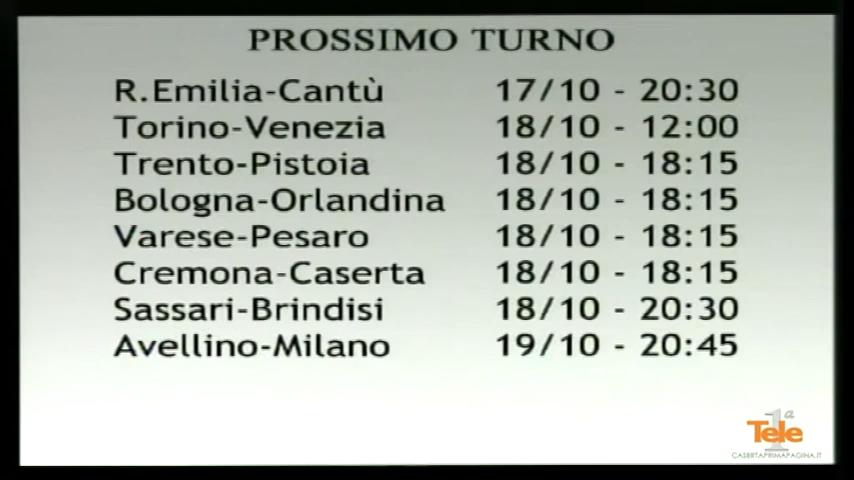 PROSSIMO TURNO
R.Emilia-Cantù 17/10 - 20:30
Torino-Venezia 18/10 - 12:00
Trento-Pistoia 18/10 - 18:15
Bologna-Orlandina 18/10 - 18:15
Varese-Pesaro 18/10 - 18:15
Cremona-Caserta 18/10 - 18:15
Sassari-Brindisi 18/10 - 20:30
Avellino-Milano 19/10 - 20:45
Tele 1ª
CASERTAPRIMAPAGINA.IT